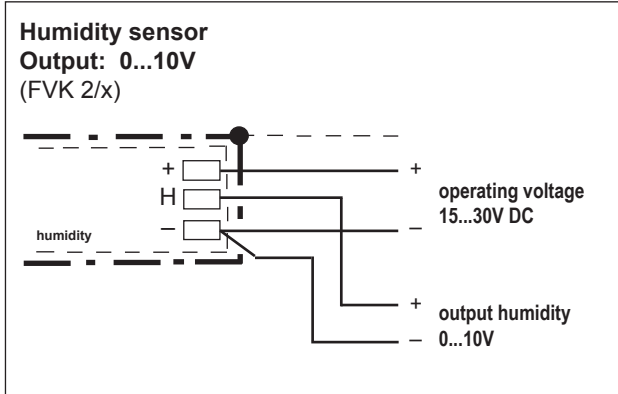 Humidity sensor
Output: 0...10V
(FVK 2/x)
+
H
–
humidity
+
operating voltage
15...30V DC
–
+
output humidity
– 0...10V